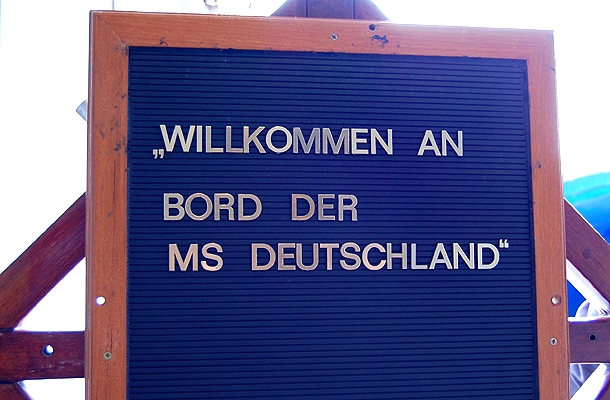 „WILLKOMMEN AN
BORD DER
MS DEUTSCHLAND“